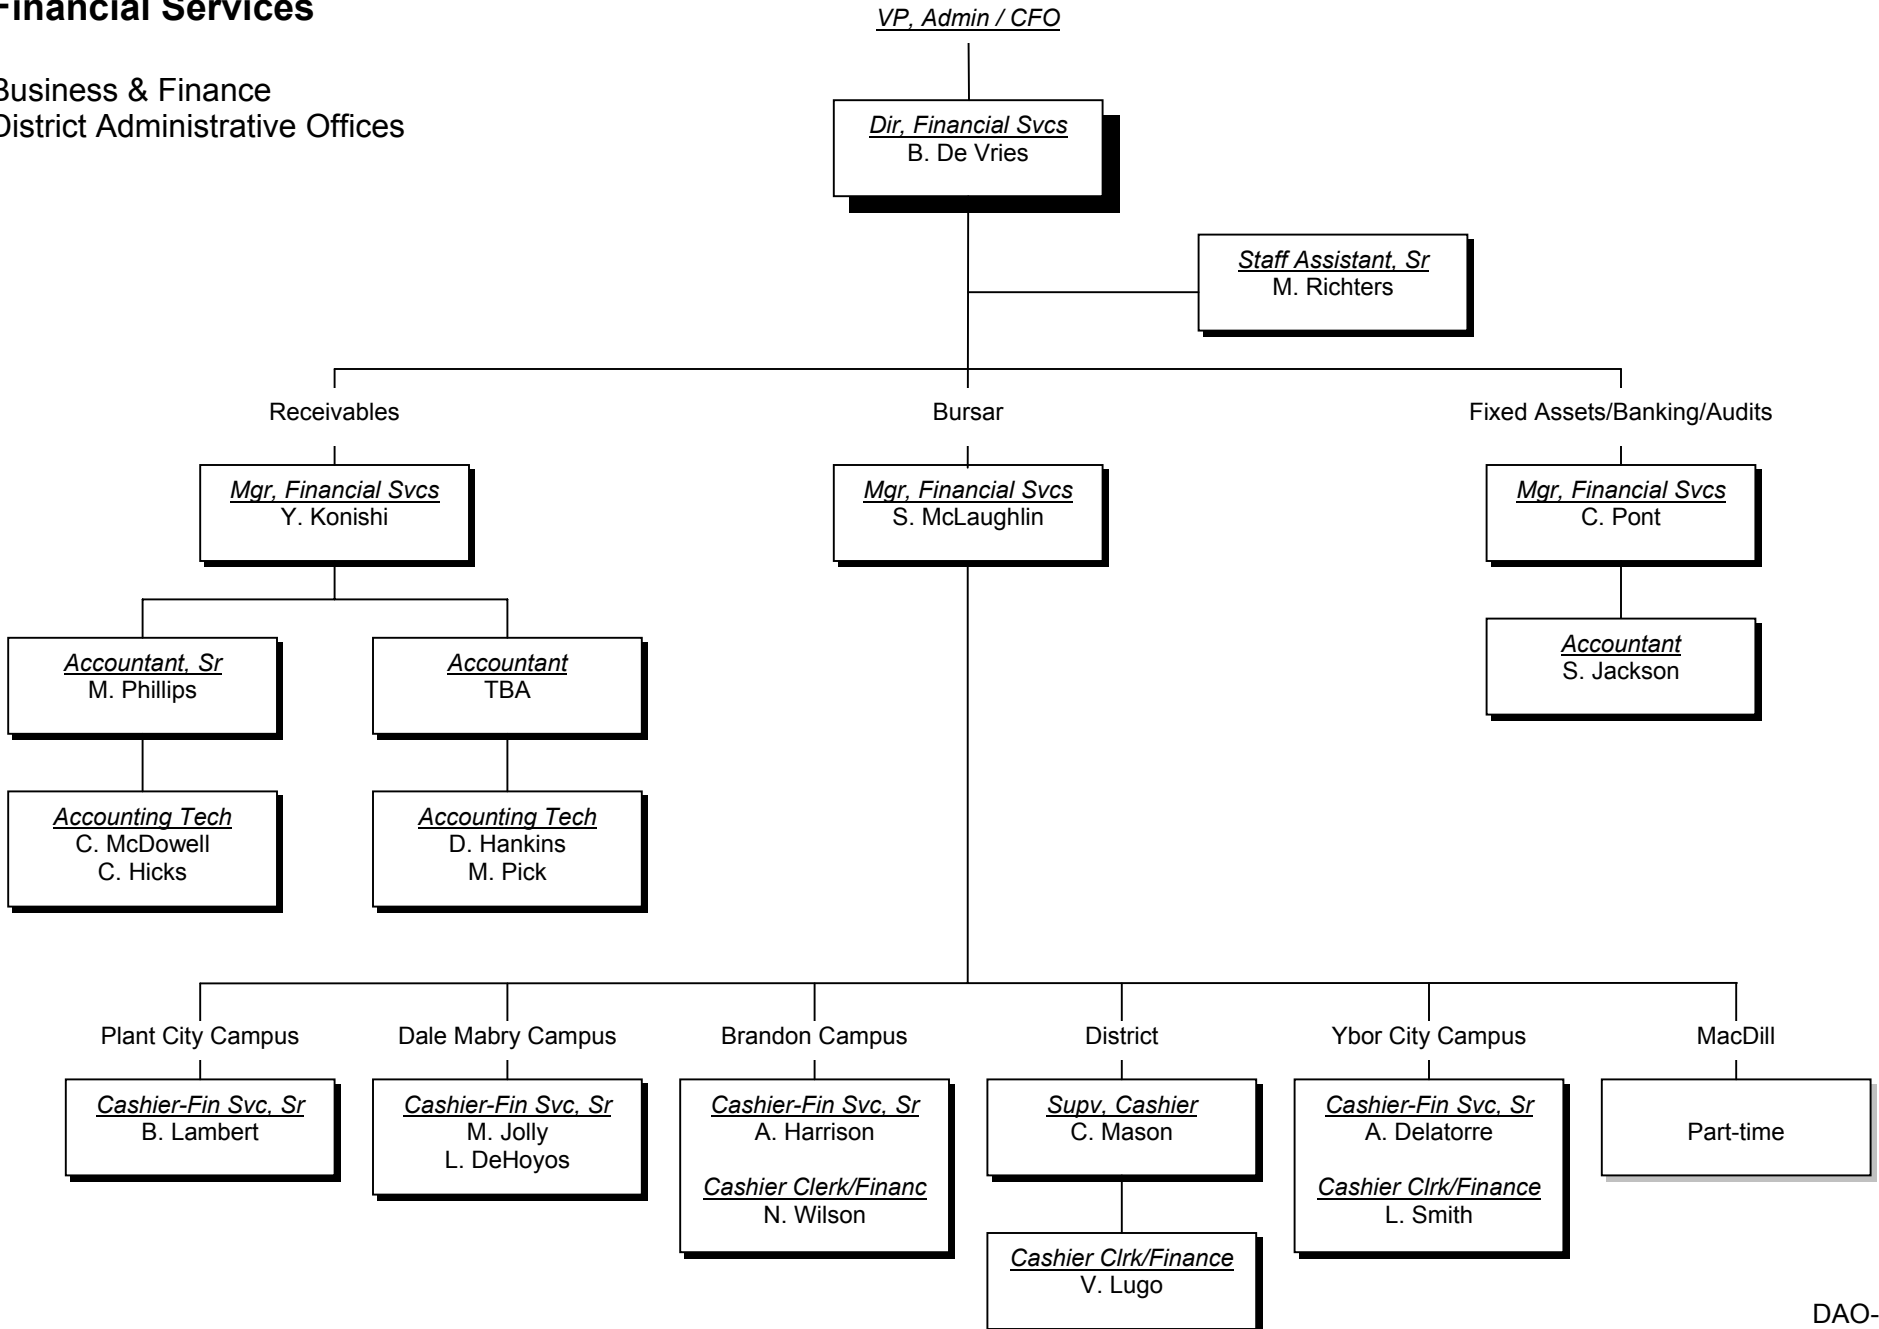 Financial Services
Business & Finance
District Administrative Offices
VP, Admin / CFO
Dir, Financial Svcs
B. De Vries
Staff Assistant, Sr
M. Richters
Receivables
Bursar
Fixed Assets/Banking/Audits
Mgr, Financial Svcs
Y. Konishi
Mgr, Financial Svcs
S. McLaughlin
Mgr, Financial Svcs
C. Pont
Accountant, Sr
M. Phillips
Accountant
TBA
Accountant
S. Jackson
Accounting Tech
C. McDowell
C. Hicks
Accounting Tech
D. Hankins
M. Pick
Plant City Campus
Dale Mabry Campus
Brandon Campus
District
Ybor City Campus
MacDill
Cashier-Fin Svc, Sr
B. Lambert
Cashier-Fin Svc, Sr
M. Jolly
L. DeHoyos
Cashier-Fin Svc, Sr
A. Harrison
Cashier Clerk/Financ
N. Wilson
Supv, Cashier
C. Mason
Cashier Clrk/Finance
V. Lugo
Cashier-Fin Svc, Sr
A. Delatorre
Cashier Clrk/Finance
L. Smith
Part-time
DAO-